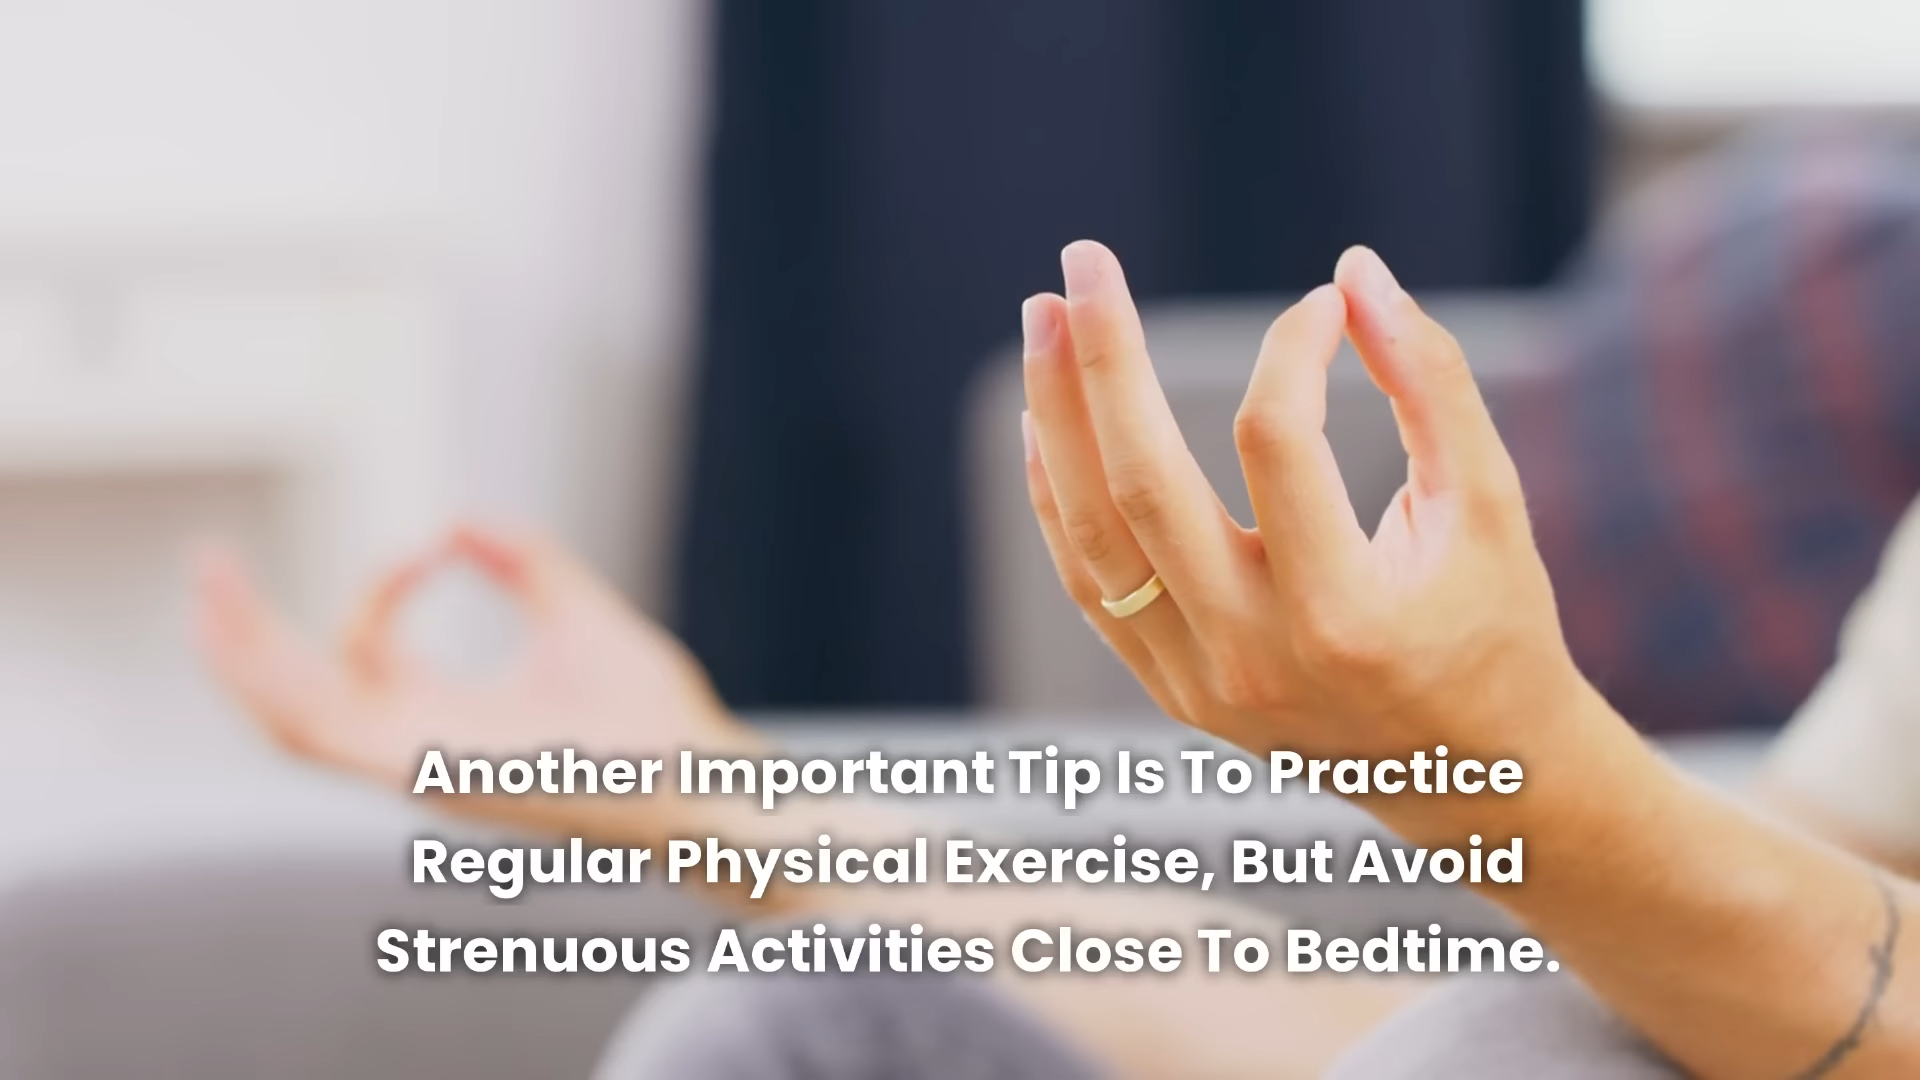 Another Important Tip Is To Practice
Regular Physical Exercise, But Avoid
Strenuous Activities Close To Bedtime.